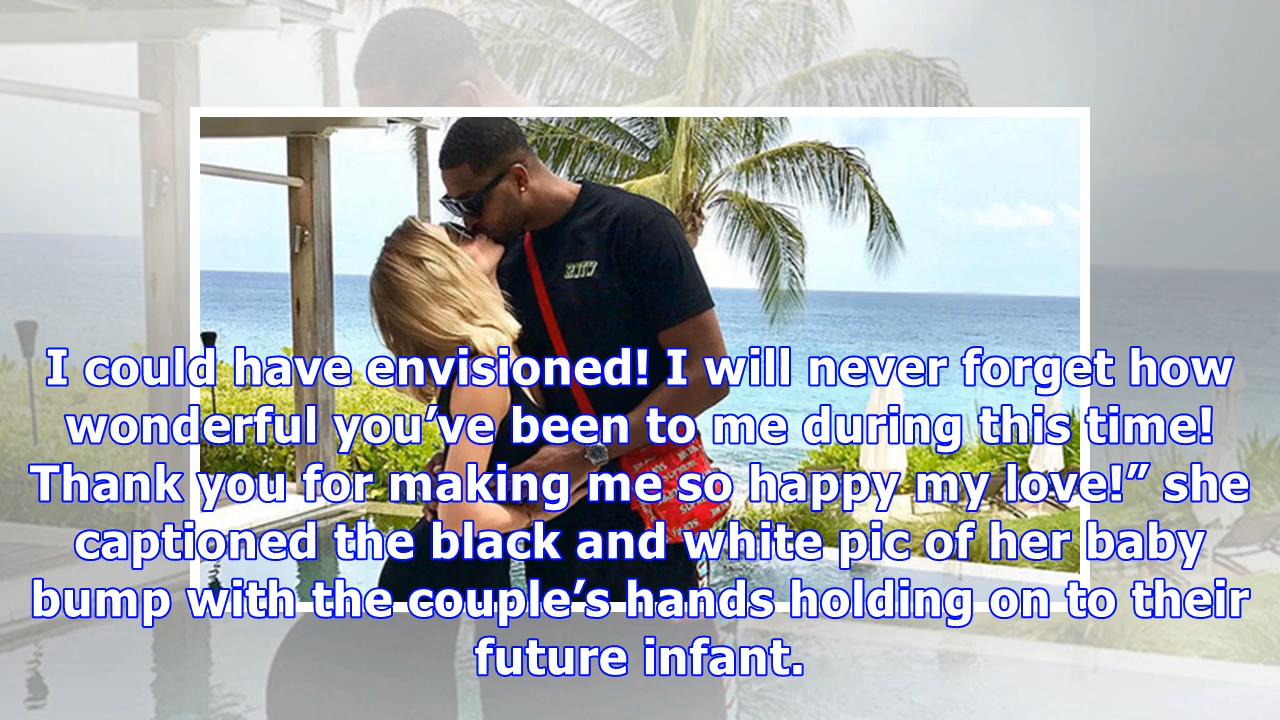 I could have envisioned! I will never forget how
wonderful you’ve been to me during this time!
Thank you for making me so happy my love!” she
captioned the black and white pic of her baby
bump with the couple’s hands holding on to their
future infant.